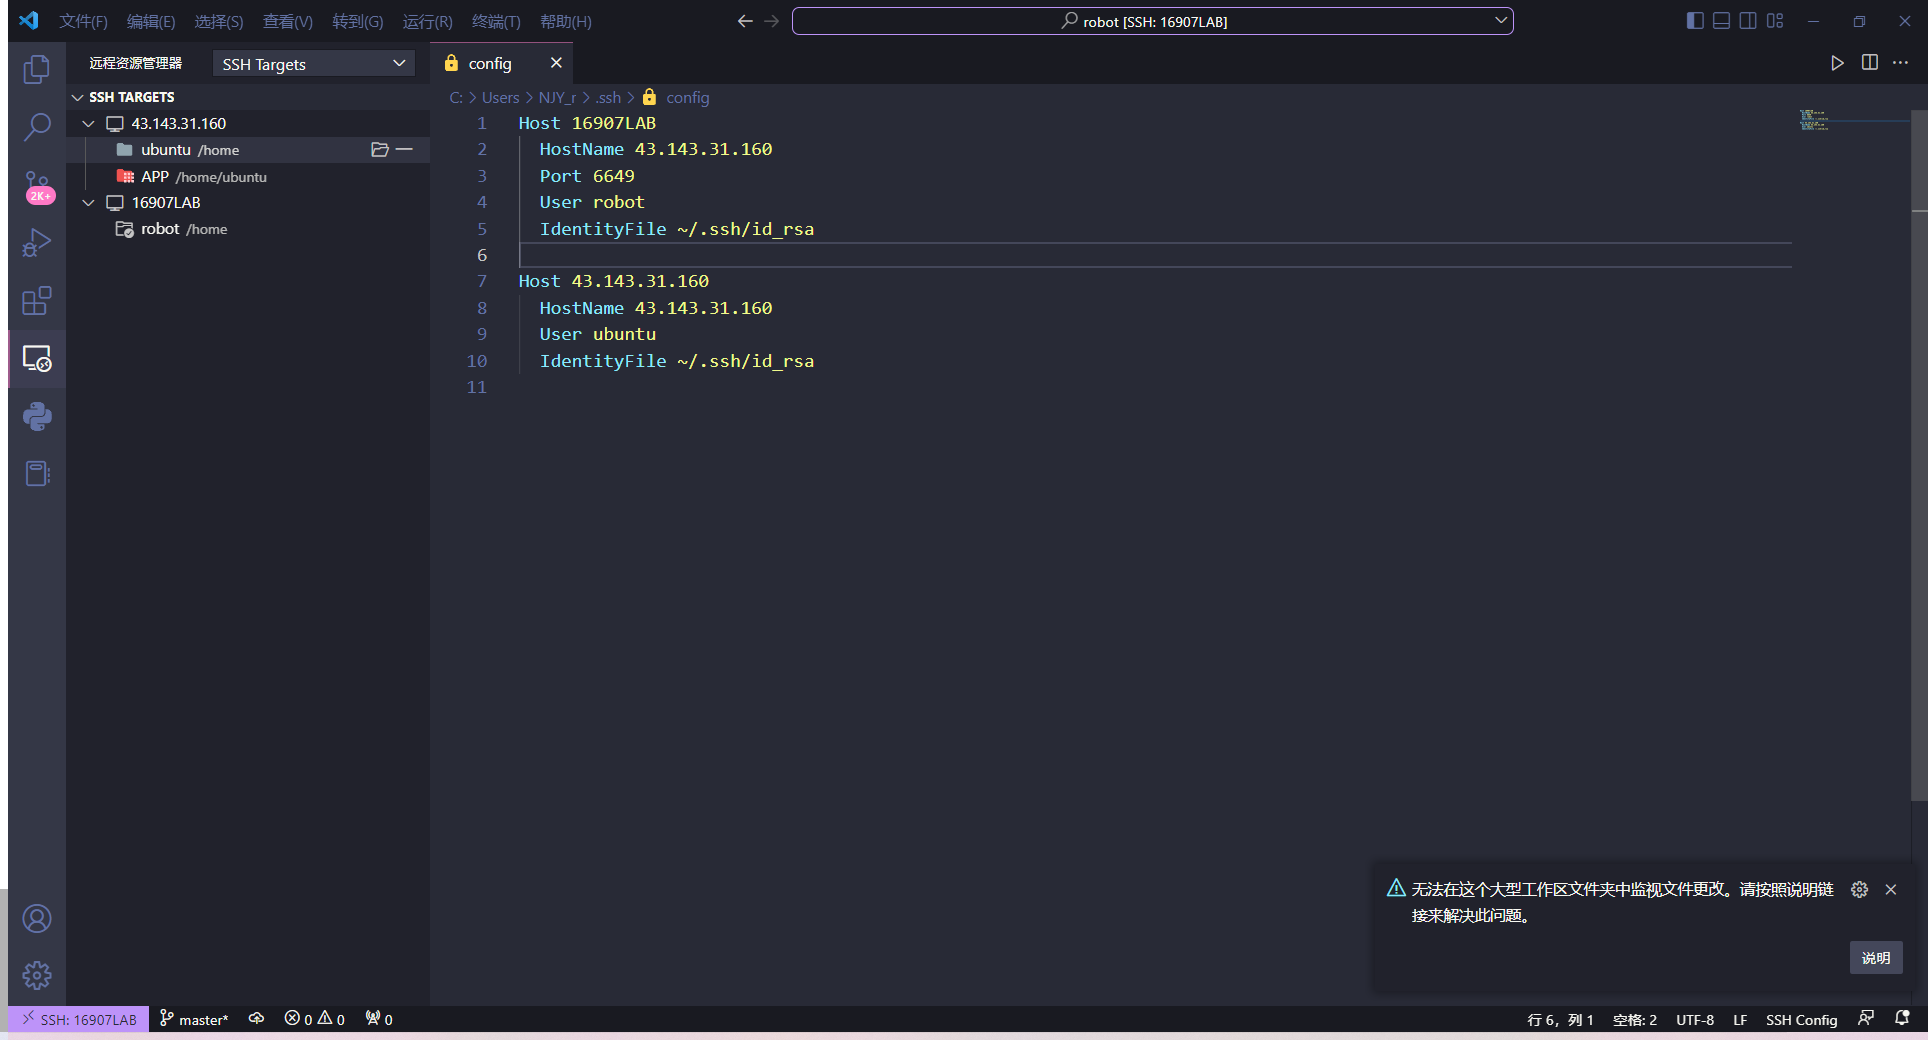 文件(F) 编辑(E) 选择(S) 查看(V) 转到(G) 运行(R) 终端(T) 帮助(H) robot [SSH: 16907LAB]
远程资源管理器 SSH Targets
config
SSH TARGETS
43.143.31.160
ubuntu /home
APP /home/ubuntu
16907LAB
robot /home
2K+
C: > Users > NJY_r > .ssh > config
1 Host 16907LAB
2 HostName 43.143.31.160
3 Port 6649
4 User robot
5 IdentityFile ~/.ssh/id_rsa
6
7 Host 43.143.31.160
8 HostName 43.143.31.160
9 User ubuntu
10 IdentityFile ~/.ssh/id_rsa
11
无法在这个大型工作区文件夹中监视文件更改。请按照说明链
接来解决此问题。
说明
SSH: 16907LAB master* 0 0 0 行 6，列 1 空格: 2 UTF-8 LF SSH Config